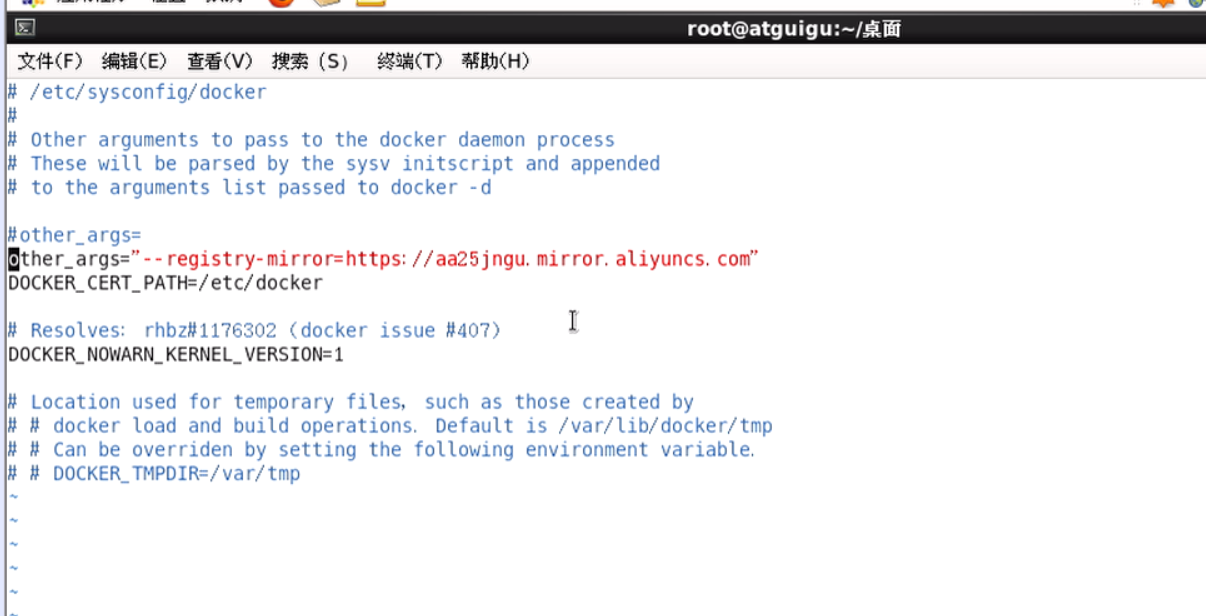 root@atguigu:~/桌面
文件(F) 编辑(E) 查看(V) 搜索 (S) 终端(T) 帮助(H)
# /etc/sysconfig/docker
#
# Other arguments to pass to the docker daemon process
# These will be parsed by the sysv initscript and appended
# to the arguments list passed to docker -d
#other_args=
other_args="--registry-mirror=https://aa25jngu.mirror.aliyuncs.com"
DOCKER_CERT_PATH=/etc/docker
# Resolves: rhbz#1176302 (docker issue #407)
DOCKER_NOWARN_KERNEL_VERSION=1
# Location used for temporary files, such as those created by
# # docker load and build operations. Default is /var/lib/docker/tmp
# # Can be overriden by setting the following environment variable.
# # DOCKER_TMPDIR=/var/tmp
~
~
~
~
~
~